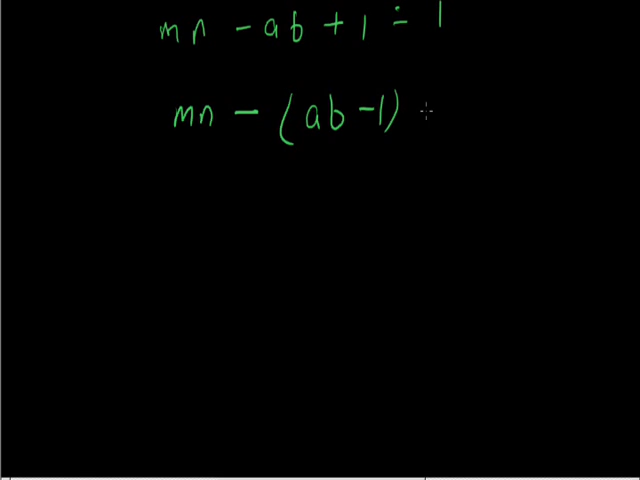 mn - ab + 1 = 1
mn - (ab - 1)